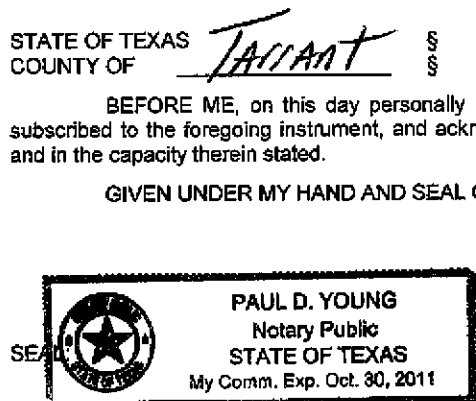 STATE OF TEXAS §
COUNTY OF Tarrant §
BEFORE ME, on this day personally
subscribed to the foregoing instrument, and ackr
and in the capacity therein stated.
GIVEN UNDER MY HAND AND SEAL
SEAL
PAUL D. YOUNG
Notary Public
STATE OF TEXAS
My Comm. Exp. Oct. 30, 2011